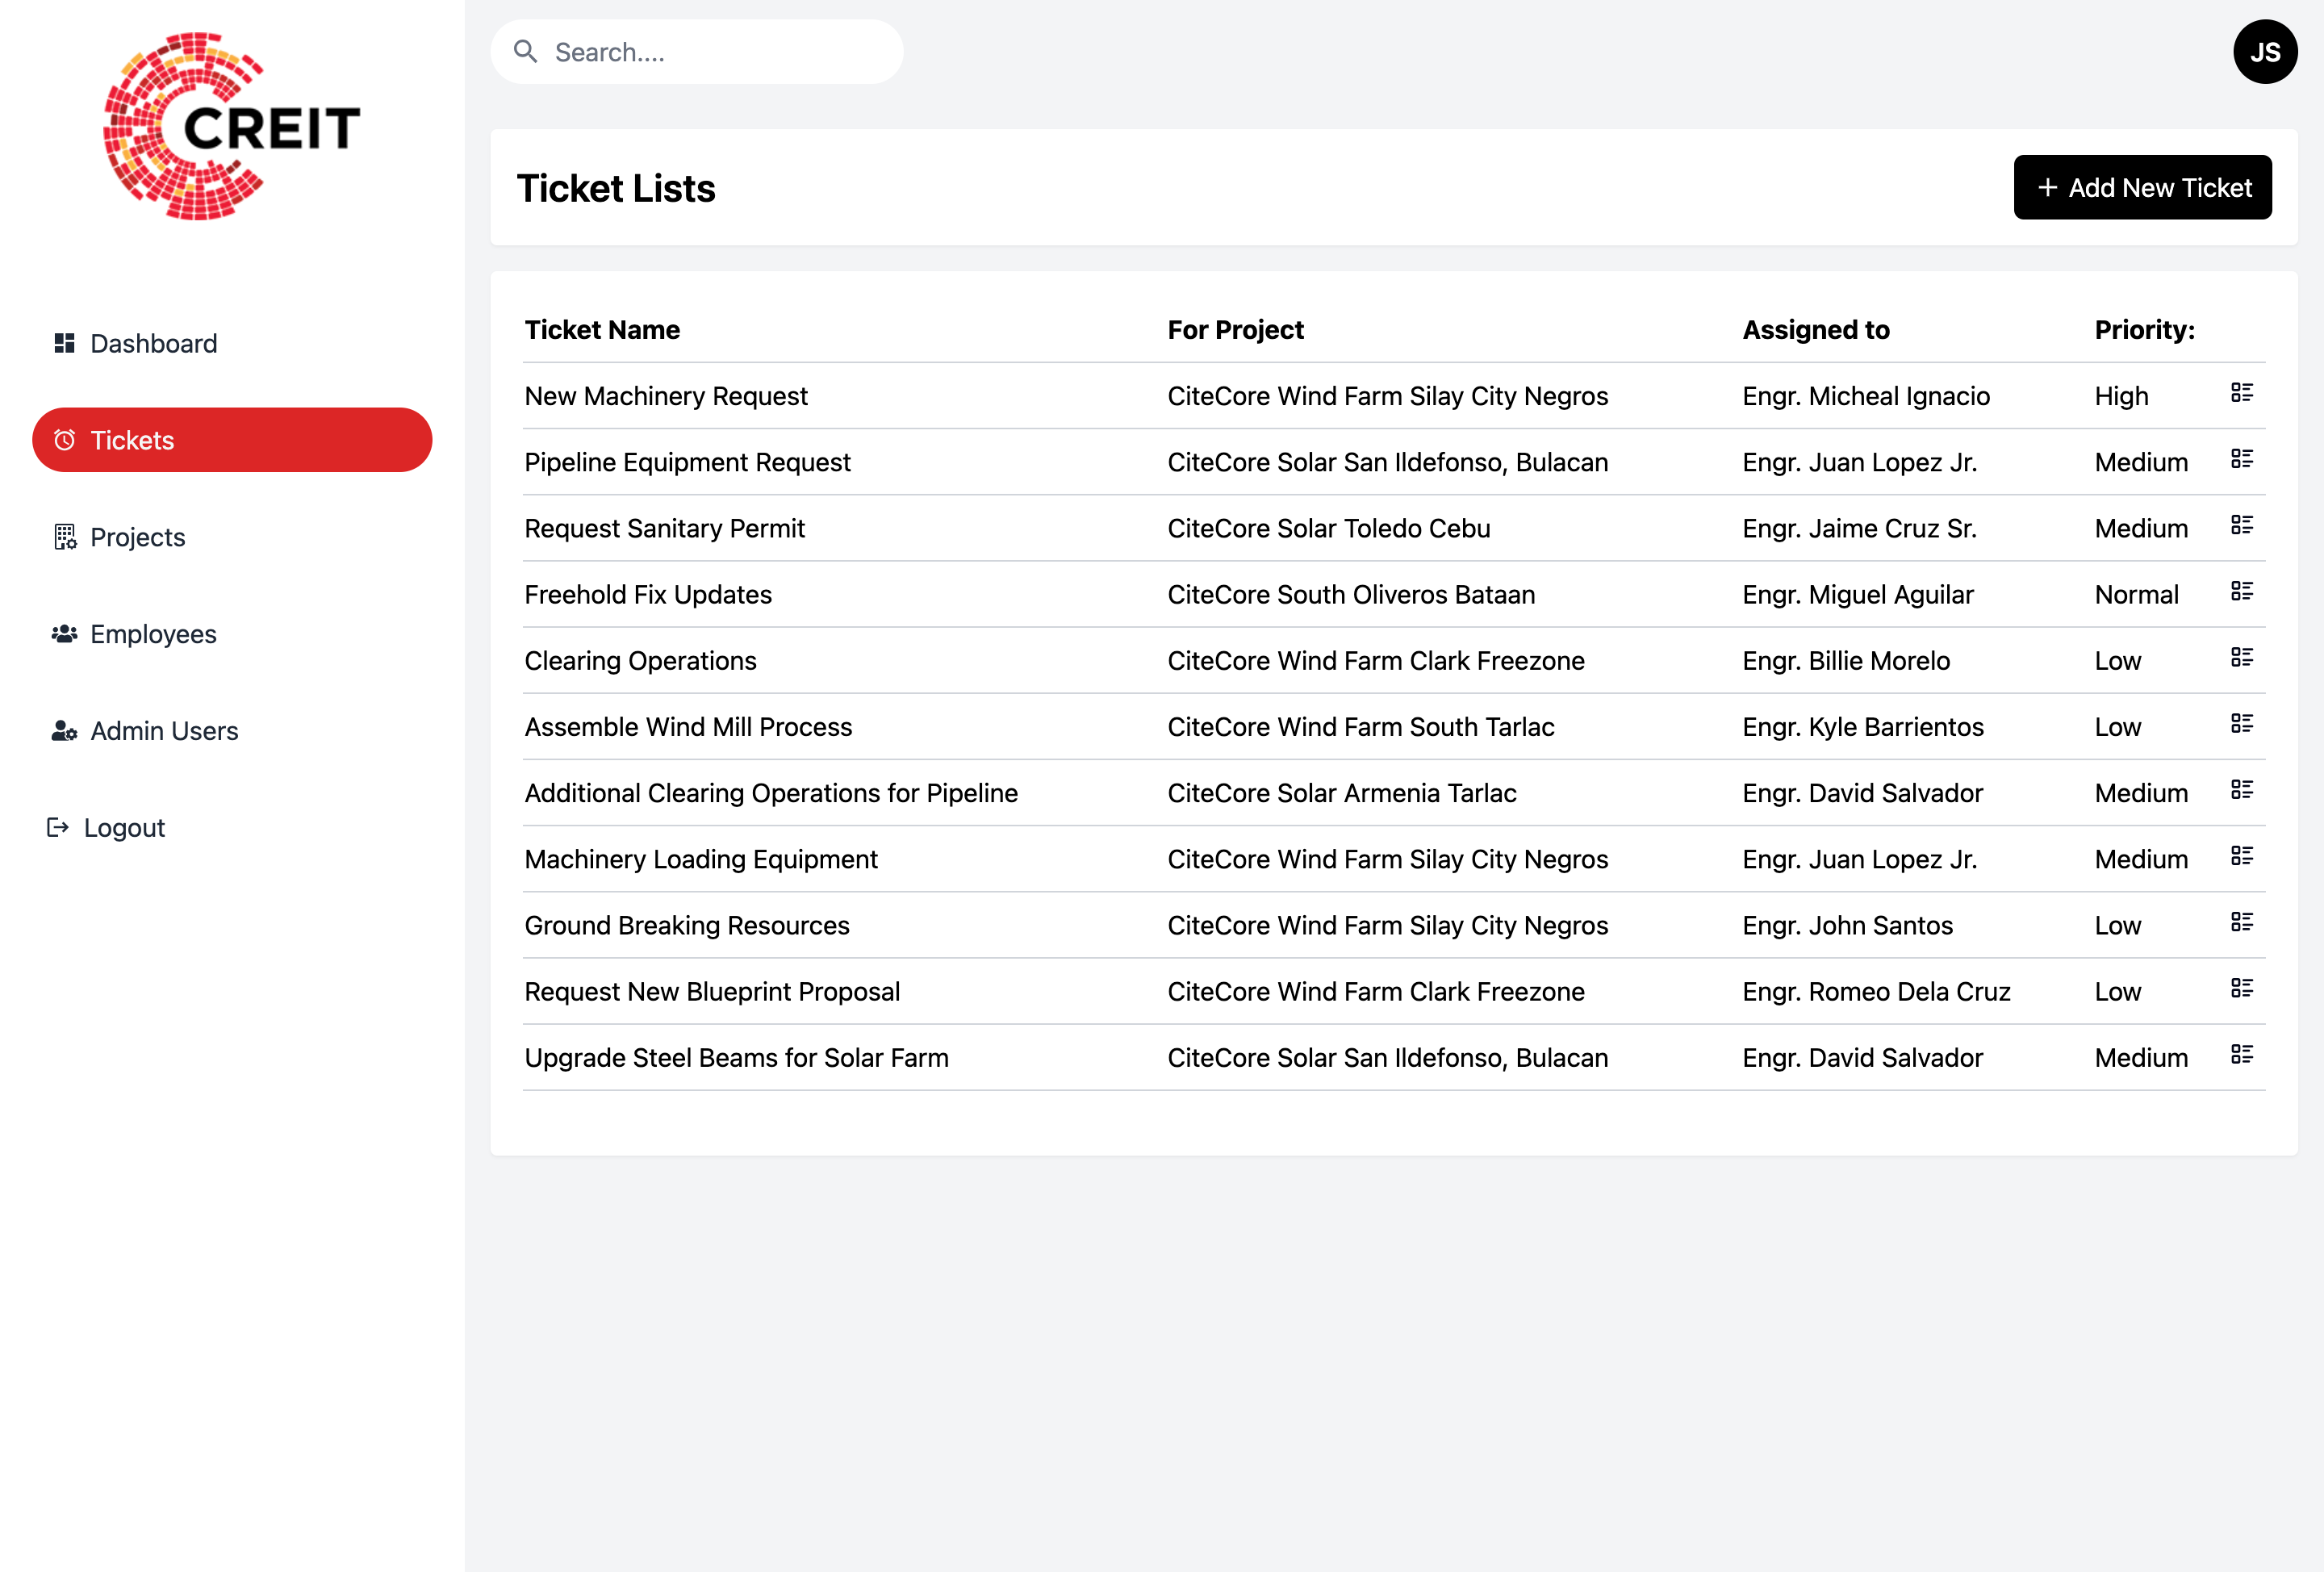 CREIT
Search....
JS
Ticket Lists
+ Add New Ticket
Dashboard
Tickets
Projects
Employees
Admin Users
Logout
Ticket Name For Project Assigned to Priority:
New Machinery Request CiteCore Wind Farm Silay City Negros Engr. Micheal Ignacio High
Pipeline Equipment Request CiteCore Solar San Ildefonso, Bulacan Engr. Juan Lopez Jr. Medium
Request Sanitary Permit CiteCore Solar Toledo Cebu Engr. Jaime Cruz Sr. Medium
Freehold Fix Updates CiteCore South Oliveros Bataan Engr. Miguel Aguilar Normal
Clearing Operations CiteCore Wind Farm Clark Freezone Engr. Billie Morelo Low
Assemble Wind Mill Process CiteCore Wind Farm South Tarlac Engr. Kyle Barrientos Low
Additional Clearing Operations for Pipeline CiteCore Solar Armenia Tarlac Engr. David Salvador Medium
Machinery Loading Equipment CiteCore Wind Farm Silay City Negros Engr. Juan Lopez Jr. Medium
Ground Breaking Resources CiteCore Wind Farm Silay City Negros Engr. John Santos Low
Request New Blueprint Proposal CiteCore Wind Farm Clark Freezone Engr. Romeo Dela Cruz Low
Upgrade Steel Beams for Solar Farm CiteCore Solar San Ildefonso, Bulacan Engr. David Salvador Medium